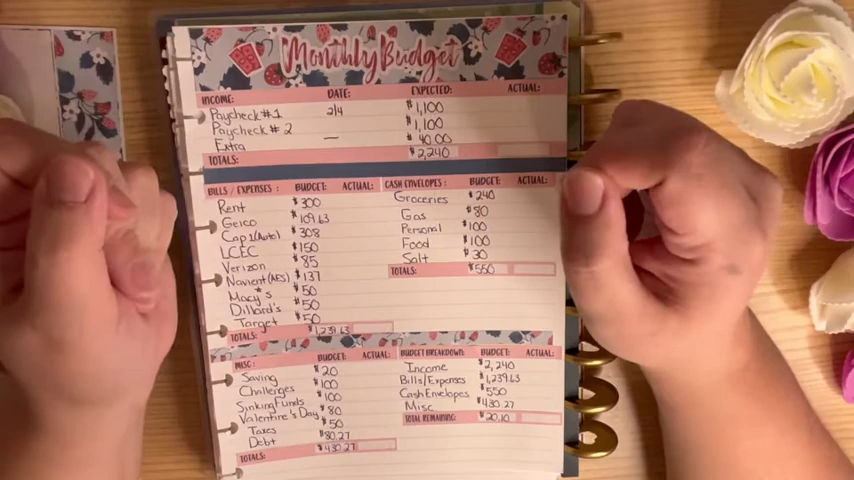 Monthly Budget
INCOME: DATE: EXPECTED: ACTUAL:
Paycheck #1 2/4 $1,100
Paycheck # 2 $1,100
Extra — $40.00
TOTALS: $2,240
BILLS / EXPENSES: BUDGET: ACTUAL:
Rent $300
Geico $109.63
Cap 1 (Auto) $308
LCEC $150
Verizon $85
Navient (AES) $137
Macy*s $50
Dillard's $50
Target $50
TOTALS: $1,239.63
CASH ENVELOPES: BUDGET: ACTUAL:
Groceries $240
Gas $80
Personal $100
Food $100
Salt $30
TOTALS: $550
MISC: BUDGET: ACTUAL:
Saving $20
Challenges $100
Sinking Funds $100
Valentine's Day $80
Taxes $50
Debt $80.27
TOTALS: $430.27
BUDGET BREAKDOWN: BUDGET: ACTUAL:
Income $2,240
Bills/Expenses $1,239.63
Cash Envelopes $550
Misc $430.27
TOTAL REMAINING: $20.10